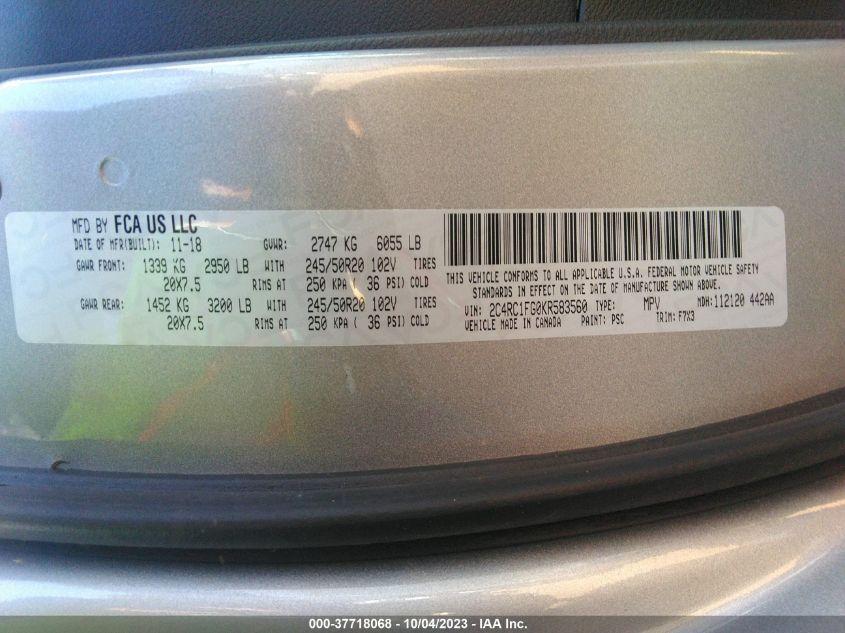 MFD BY FCA US LLC
DATE OF MFR(BUILT): 11-18 GVWR: 2747 KG 6055 LB
GAWR FRONT: 1339 KG 2950 LB WITH 245/50R20 102V TIRES
20X7.5 RIMS AT 250 KPA ( 36 PSI) COLD
GAWR REAR: 1452 KG 3200 LB WITH 245/50R20 102V TIRES
20X7.5 RIMS AT 250 KPA ( 36 PSI) COLD
THIS VEHICLE CONFORMS TO ALL APPLICABLE U.S.A. FEDERAL MOTOR VEHICLE SAFETY
STANDARDS IN EFFECT ON THE DATE OF MANUFACTURE SHOWN ABOVE.
VIN: 2C4RC1FG0KR583560 TYPE: MPV MDH: 112120 442AA
VEHICLE MADE IN CANADA PAINT: PSC TRIM: F7X3
000-37718068 - 10/04/2023 - IAA Inc.